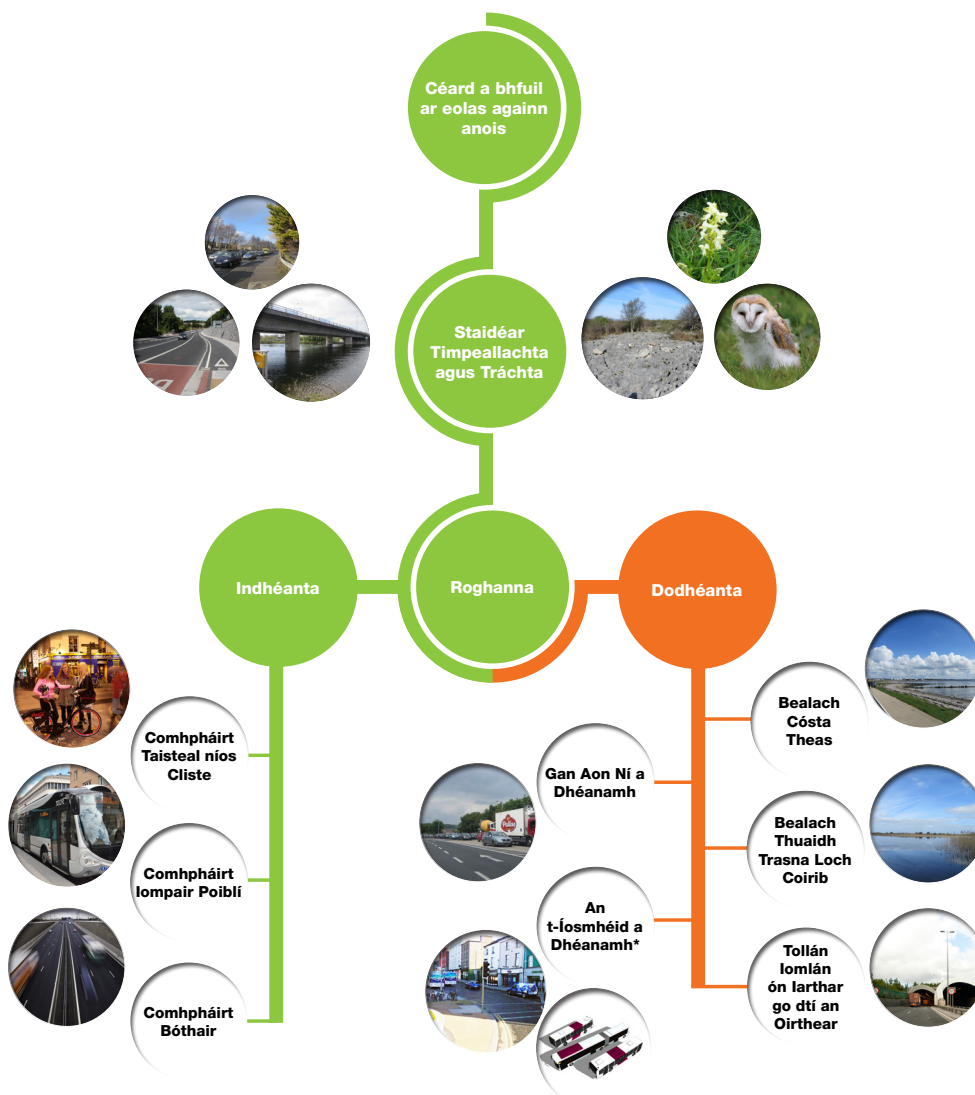 Céard a bhfuil
ar eolas againn
anois
Staidéar
Timpeallachta
agus Tráchta
Indhéanta
Roghanna
Dodhéanta
Comhpháirt
Taisteal níos
Cliste
Comhpháirt
Iompair Poiblí
Comhpháirt
Bóthair
Gan Aon Ní a
Dhéanamh
An
t-Íosmhéid a
Dhéanamh*
Bealach
Cósta
Theas
Bealach
Thuaidh
Trasna Loch
Coirib
Tollán
Iomlán
ón Iarthar
go dtí an
Oirthear